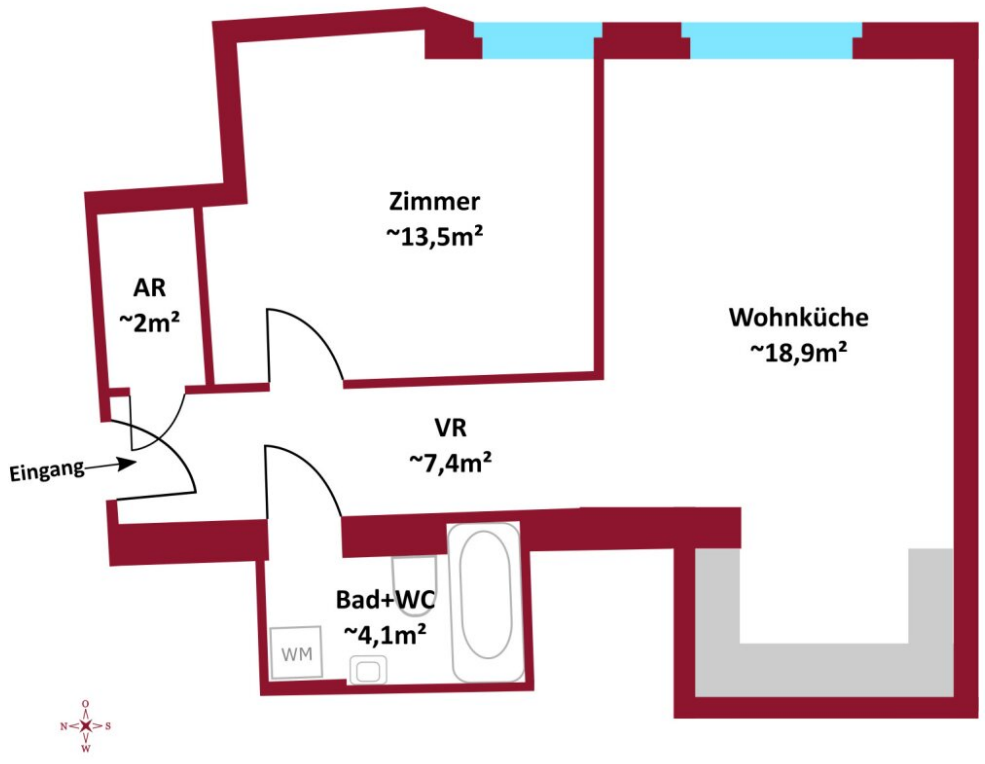 Zimmer
~13,5m²
AR
~2m²
Wohnküche
~18,9m²
VR
~7,4m²
Eingang
Bad+WC
~4,1m²
WM
O
N S
W